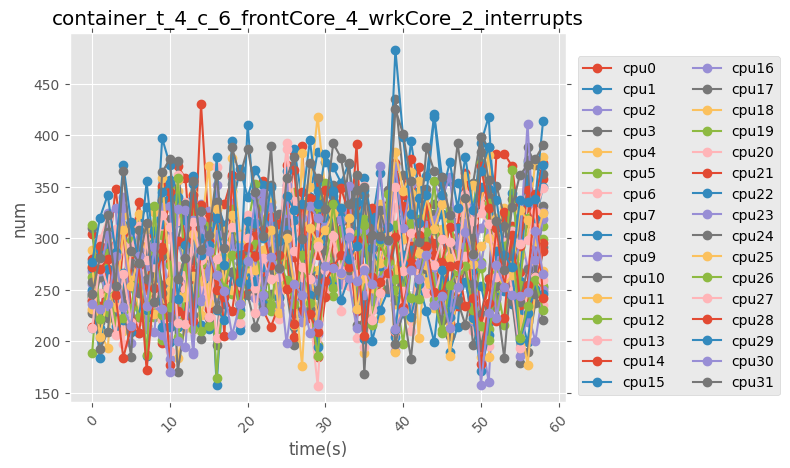 container_t_4_c_6_frontCore_4_wrkCore_2_interrupts
num
450
400
350
300
250
200
150
0
10
20
30
40
50
60
time(s)
cpu0 cpu16
cpu1 cpu17
cpu2 cpu18
cpu3 cpu19
cpu4 cpu20
cpu5 cpu21
cpu6 cpu22
cpu7 cpu23
cpu8 cpu24
cpu9 cpu25
cpu10 cpu26
cpu11 cpu27
cpu12 cpu28
cpu13 cpu29
cpu14 cpu30
cpu15 cpu31